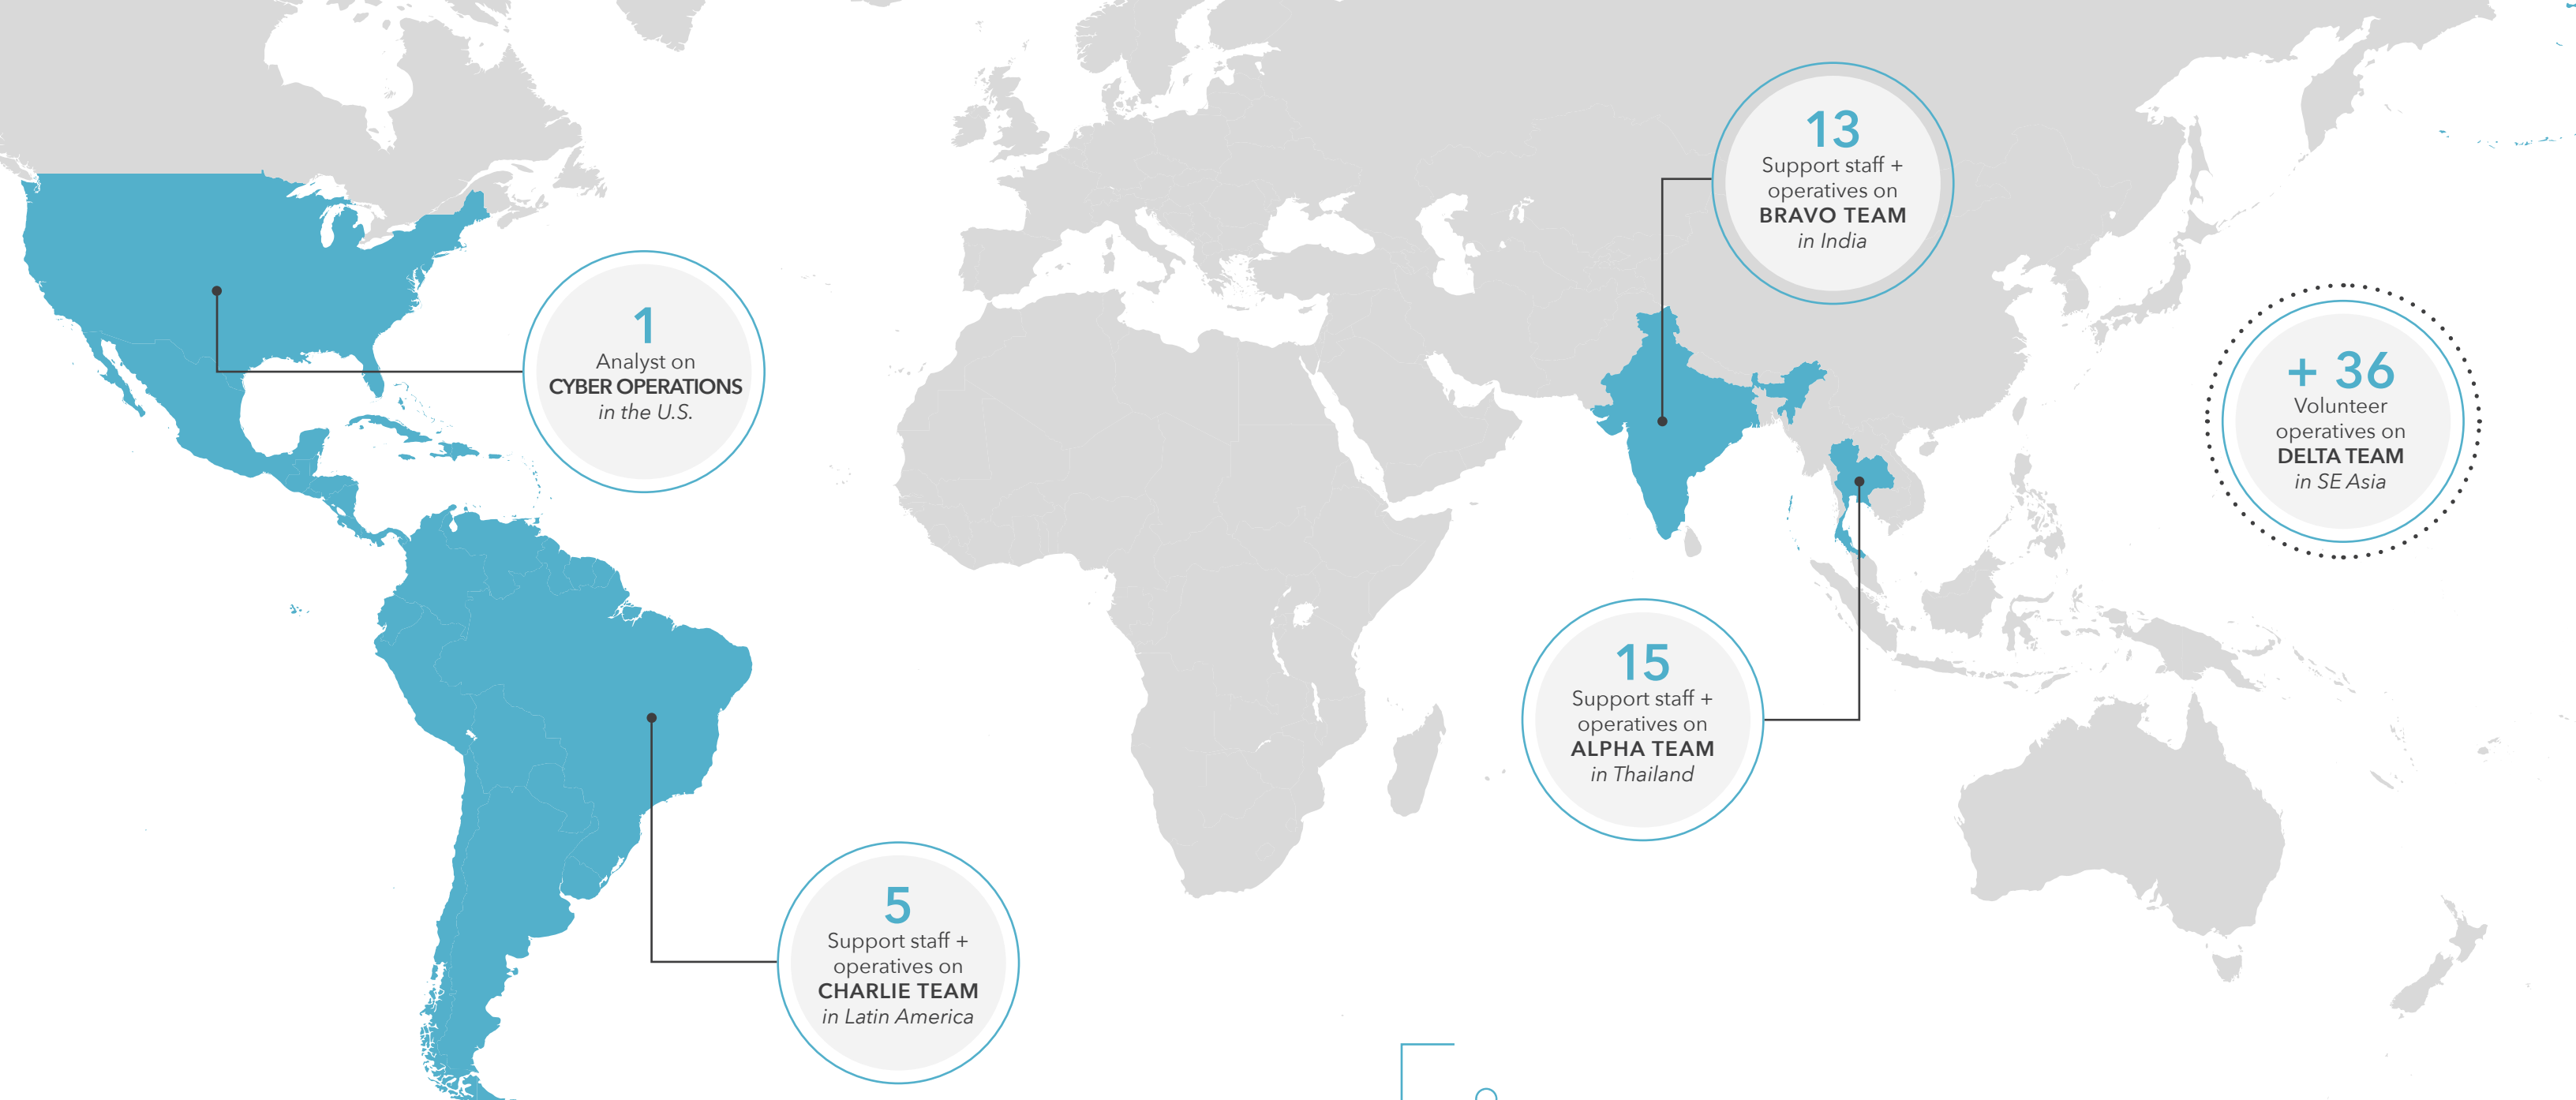 1
Analyst on
CYBER OPERATIONS
in the U.S.
13
Support staff +
operatives on
BRAVO TEAM
in India
+ 36
Volunteer
operatives on
DELTA TEAM
in SE Asia
15
Support staff +
operatives on
ALPHA TEAM
in Thailand
5
Support staff +
operatives on
CHARLIE TEAM
in Latin America